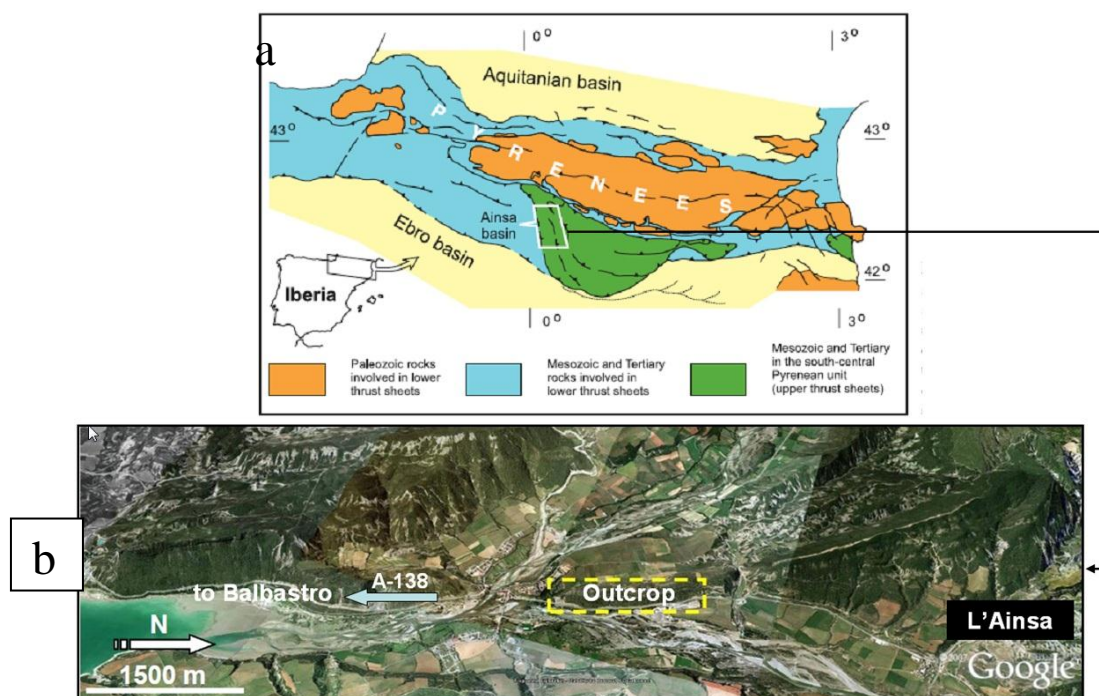 a
0°
3°
Aquitanian basin
43°
43°
PYRENEES
Ainsa
basin
Ebro basin
42°
Iberia
0°
3°
Paleozoic rocks
involved in lower
thrust sheets
Mesozoic and Tertiary
rocks involved in
lower thrust sheets
Mesozoic and Tertiary
in the south-central
Pyrenean unit
(upper thrust sheets)
b
to Balbastro
A-138
Outcrop
N
L'Ainsa
1500 m
Google